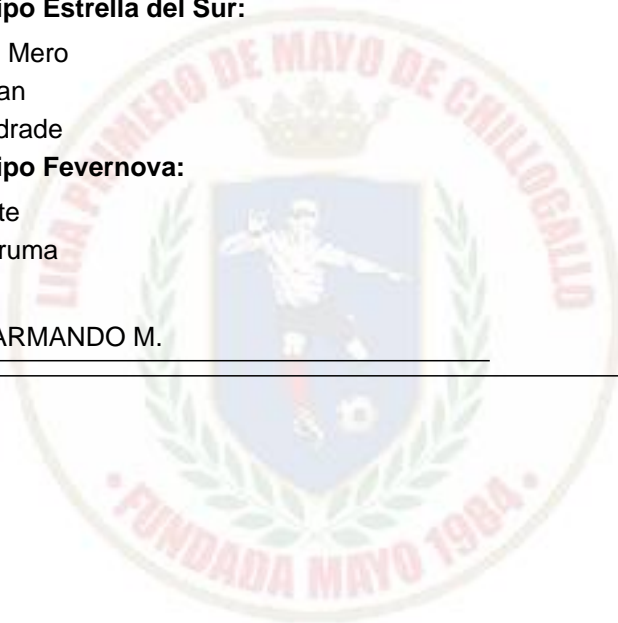 ipo Estrella del Sur:
Mero
an
drade
ipo Fevernova:
te
ruma
ARMANDO M.
LIGA PRIMERO DE MAYO DE CHILLOGALLO
• FUNDADA MAYO 1984 •